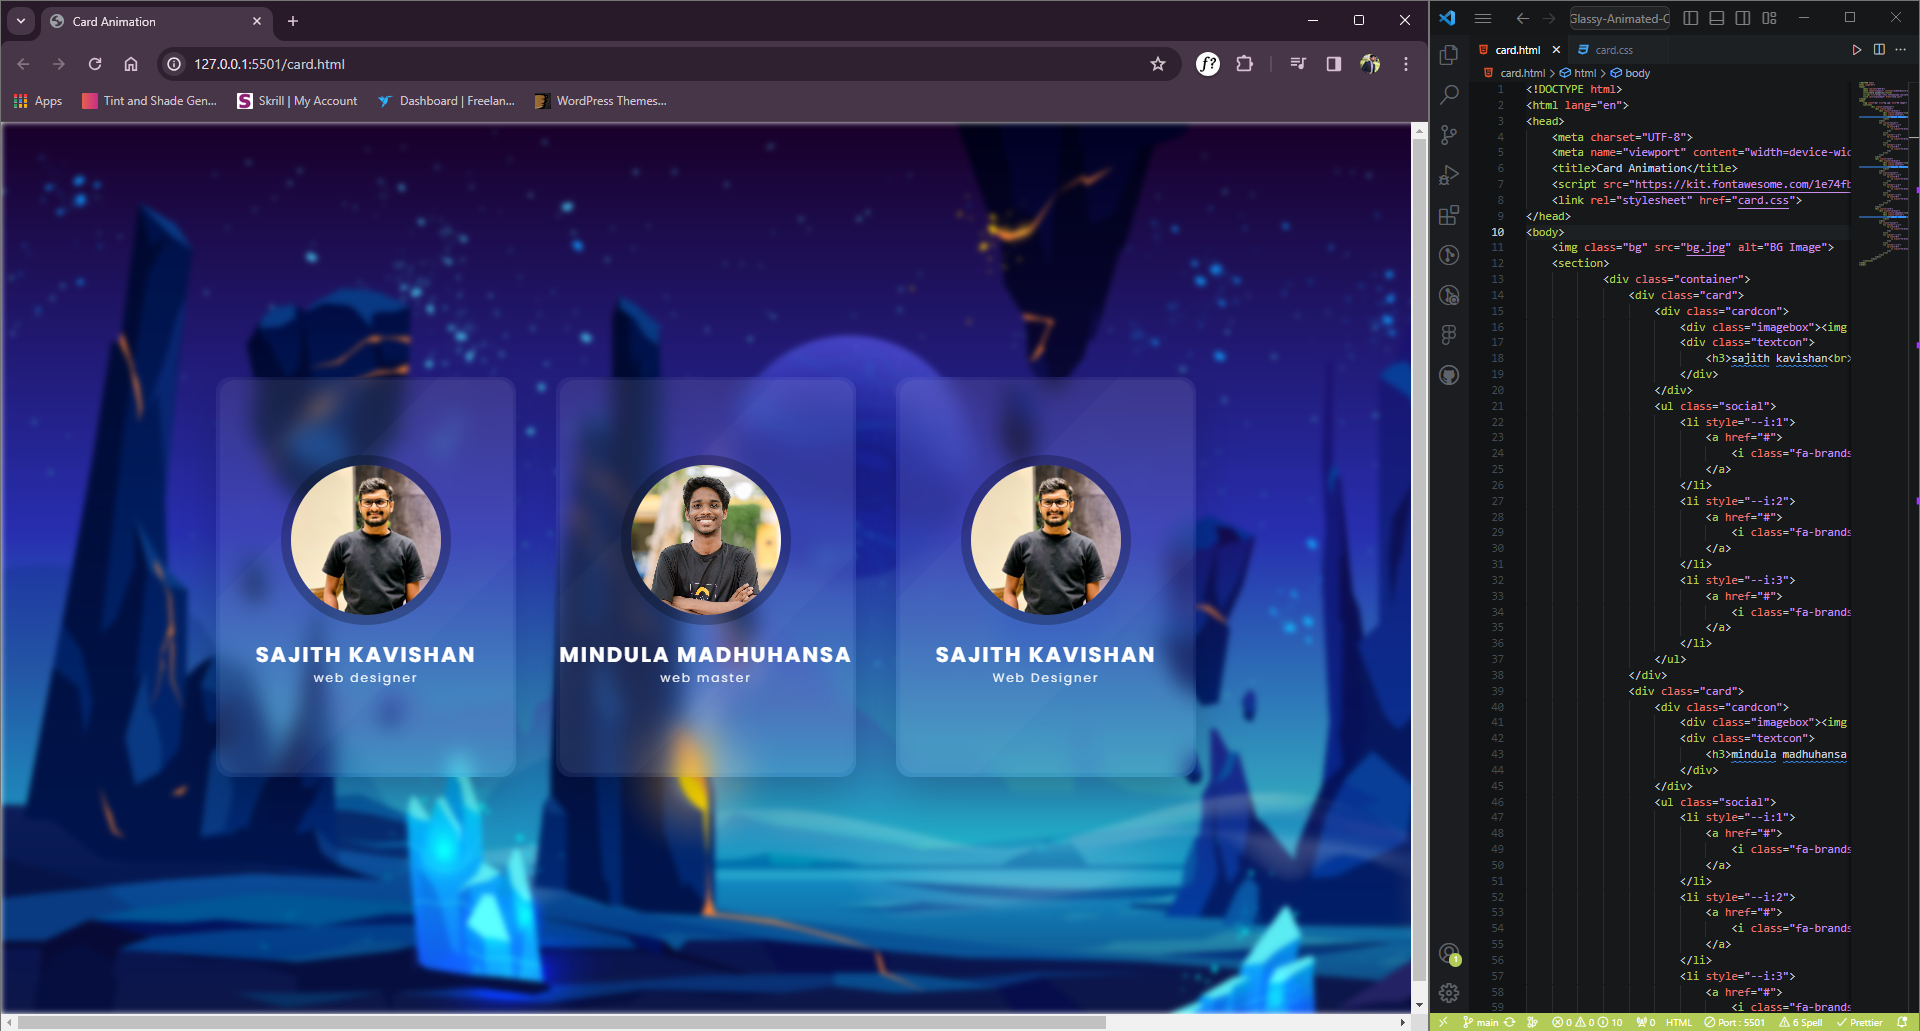 Card Animation
127.0.0.1:5501/card.html
f?
Apps
Tint and Shade Gen...
S
Skrill | My Account
Dashboard | Freelan...
WordPress Themes...
SAJITH KAVISHAN
web designer
MINDULA MADHUHANSA
web master
SAJITH KAVISHAN
Web Designer
Glassy-Animated-C
card.html
card.css
card.html > html > body
1 <!DOCTYPE html>
2 <html lang="en">
3 <head>
4 <meta charset="UTF-8">
5 <meta name="viewport" content="width=device-wid
6 <title>Card Animation</title>
7 <script src="https://kit.fontawesome.com/1e74fb
8 <link rel="stylesheet" href="card.css">
9 </head>
10 <body>
11 <img class="bg" src="bg.jpg" alt="BG Image">
12 <section>
13 <div class="container">
14 <div class="card">
15 <div class="cardcon">
16 <div class="imagebox"><img
17 <div class="textcon">
18 <h3>sajith kavishan<br>
19 </div>
20 </div>
21 <ul class="social">
22 <li style="--i:1">
23 <a href="#">
24 <i class="fa-brands
25 </a>
26 </li>
27 <li style="--i:2">
28 <a href="#">
29 <i class="fa-brands
30 </a>
31 </li>
32 <li style="--i:3">
33 <a href="#">
34 <i class="fa-brands
35 </a>
36 </li>
37 </ul>
38 </div>
39 <div class="card">
40 <div class="cardcon">
41 <div class="imagebox"><img
42 <div class="textcon">
43 <h3>mindula madhuhansa
44 </div>
45 </div>
46 <ul class="social">
47 <li style="--i:1">
48 <a href="#">
49 <i class="fa-brands
50 </a>
51 </li>
52 <li style="--i:2">
53 <a href="#">
54 <i class="fa-brands
55 </a>
56 </li>
57 <li style="--i:3">
58 <a href="#">
59 <i class="fa-brands
1
main 0 0 10 0 HTML Port : 5501 6 Spell Prettier